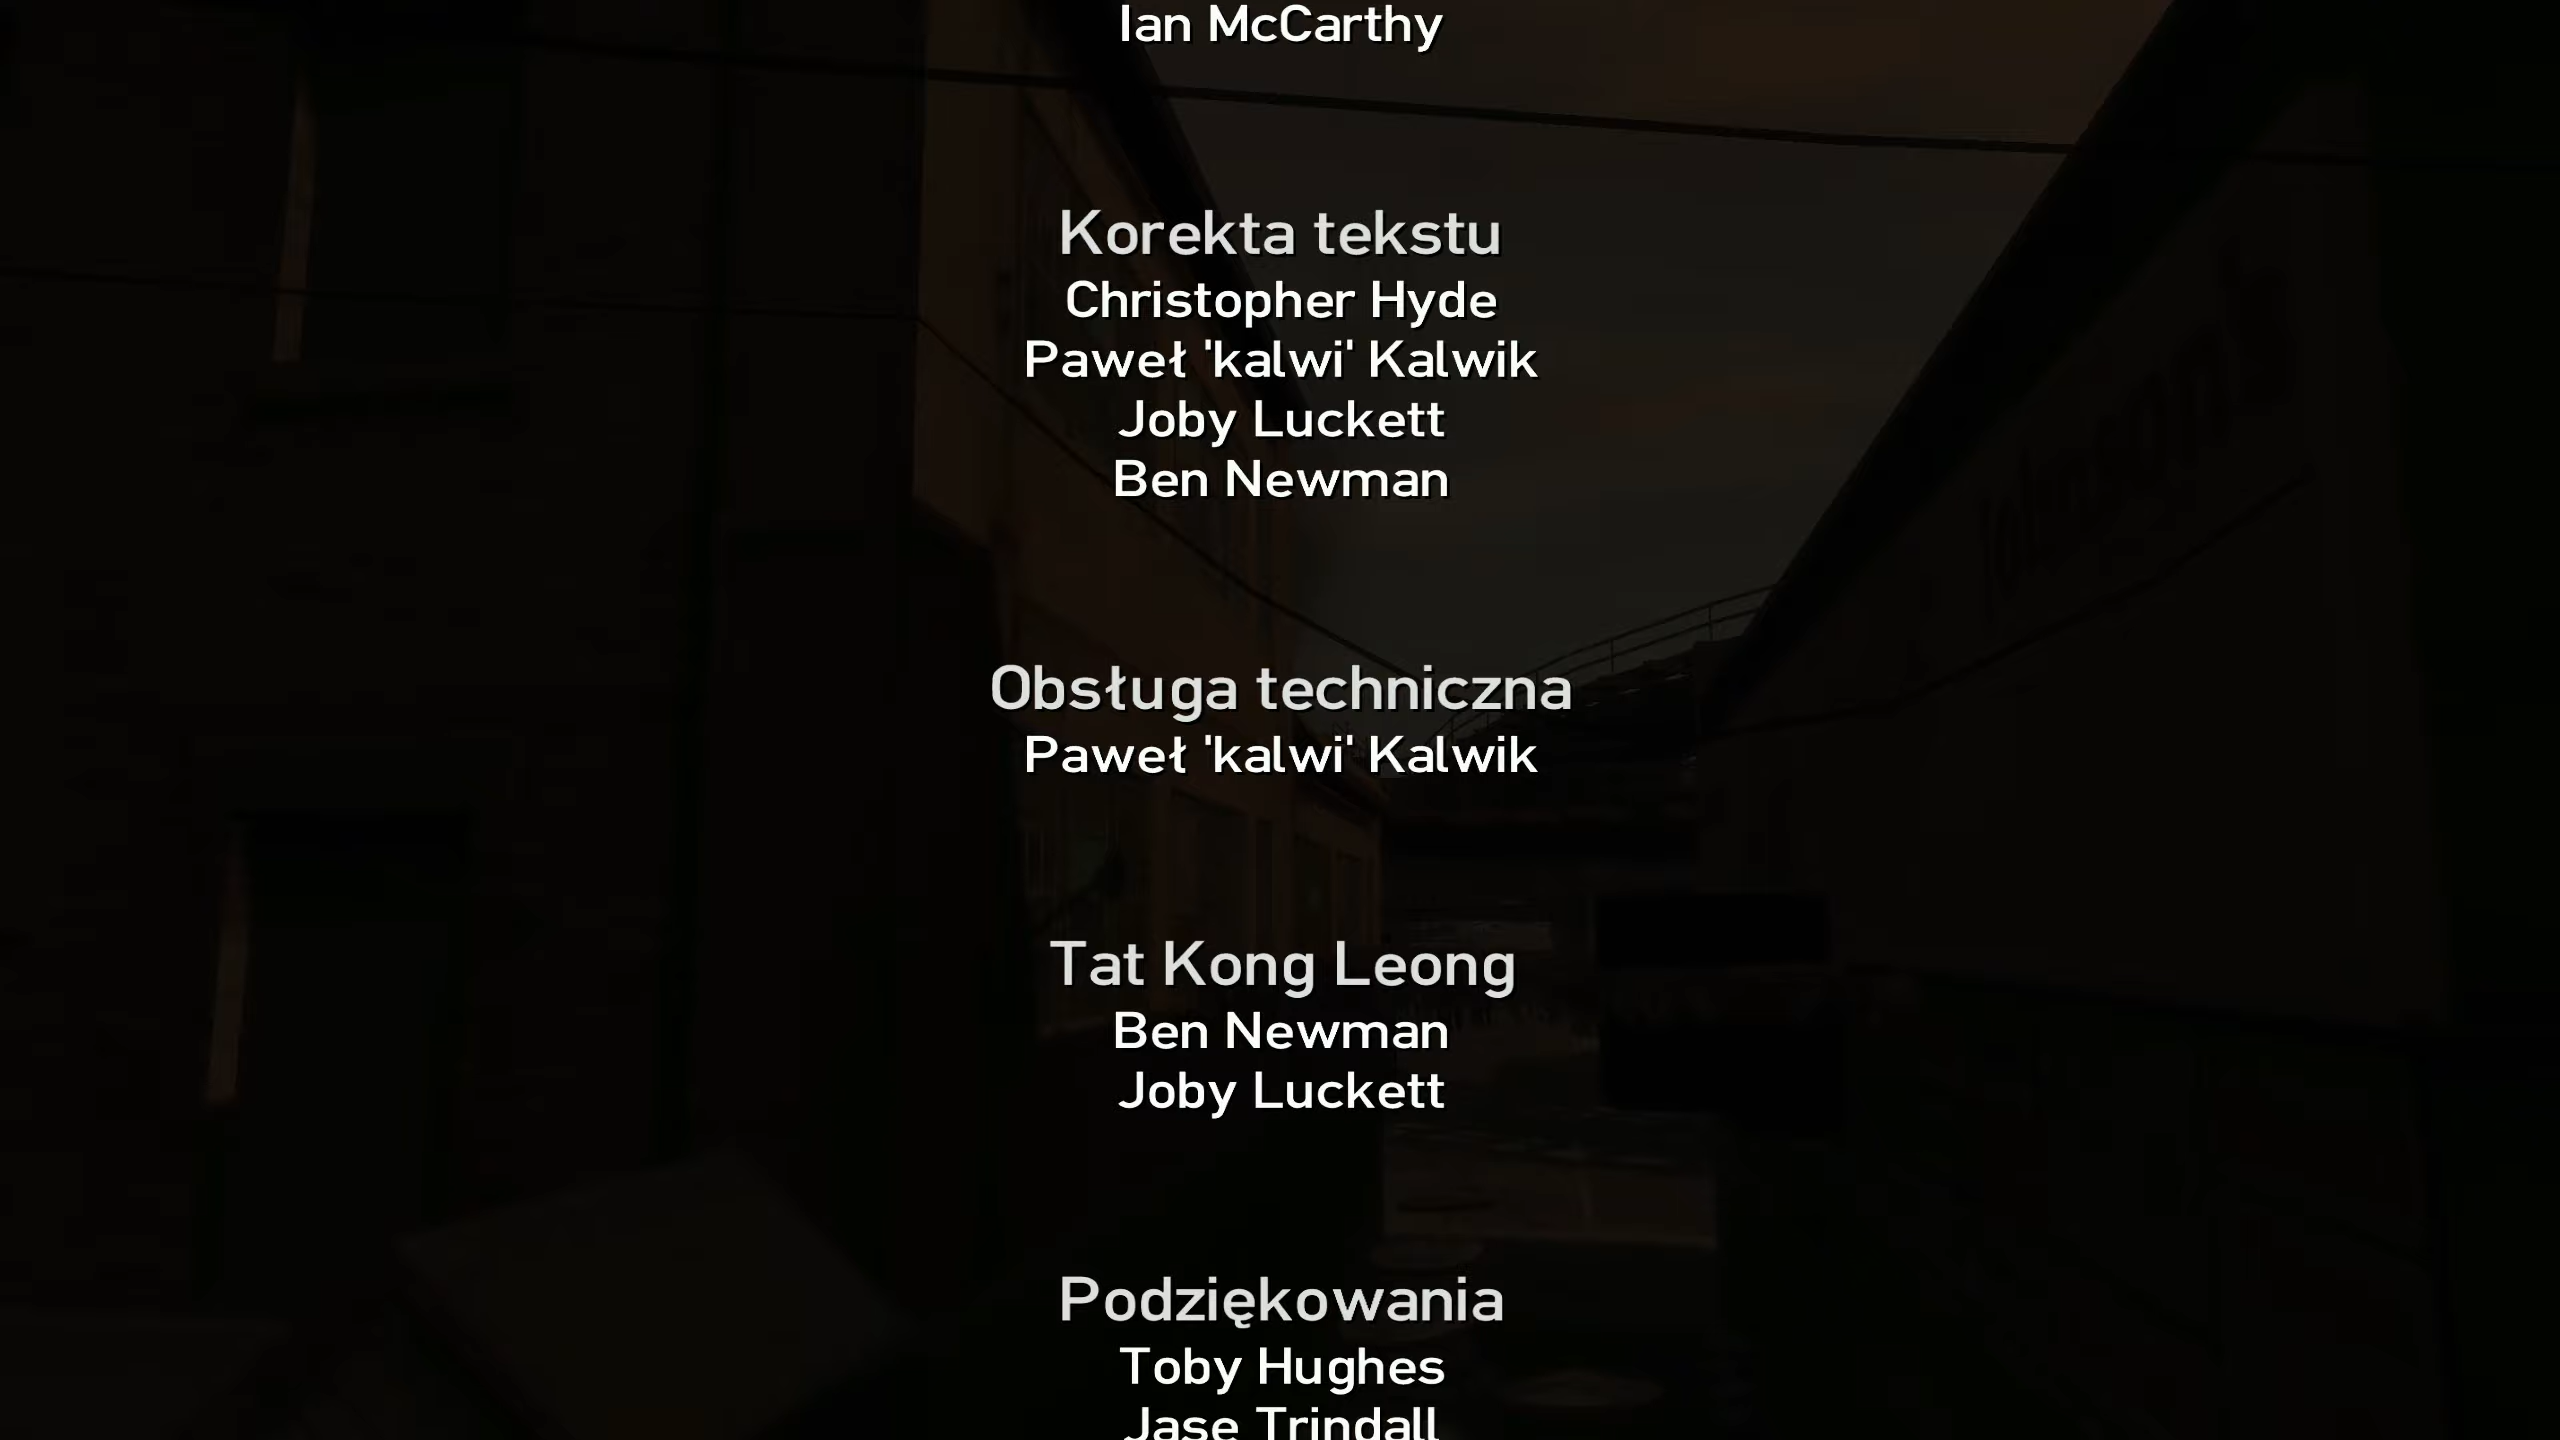 Ian McCarthy
Korekta tekstu
Christopher Hyde
Paweł 'kalwi' Kalwik
Joby Luckett
Ben Newman
Obsługa techniczna
Paweł 'kalwi' Kalwik
Tat Kong Leong
Ben Newman
Joby Luckett
Podziękowania
Toby Hughes
Jase Trindall